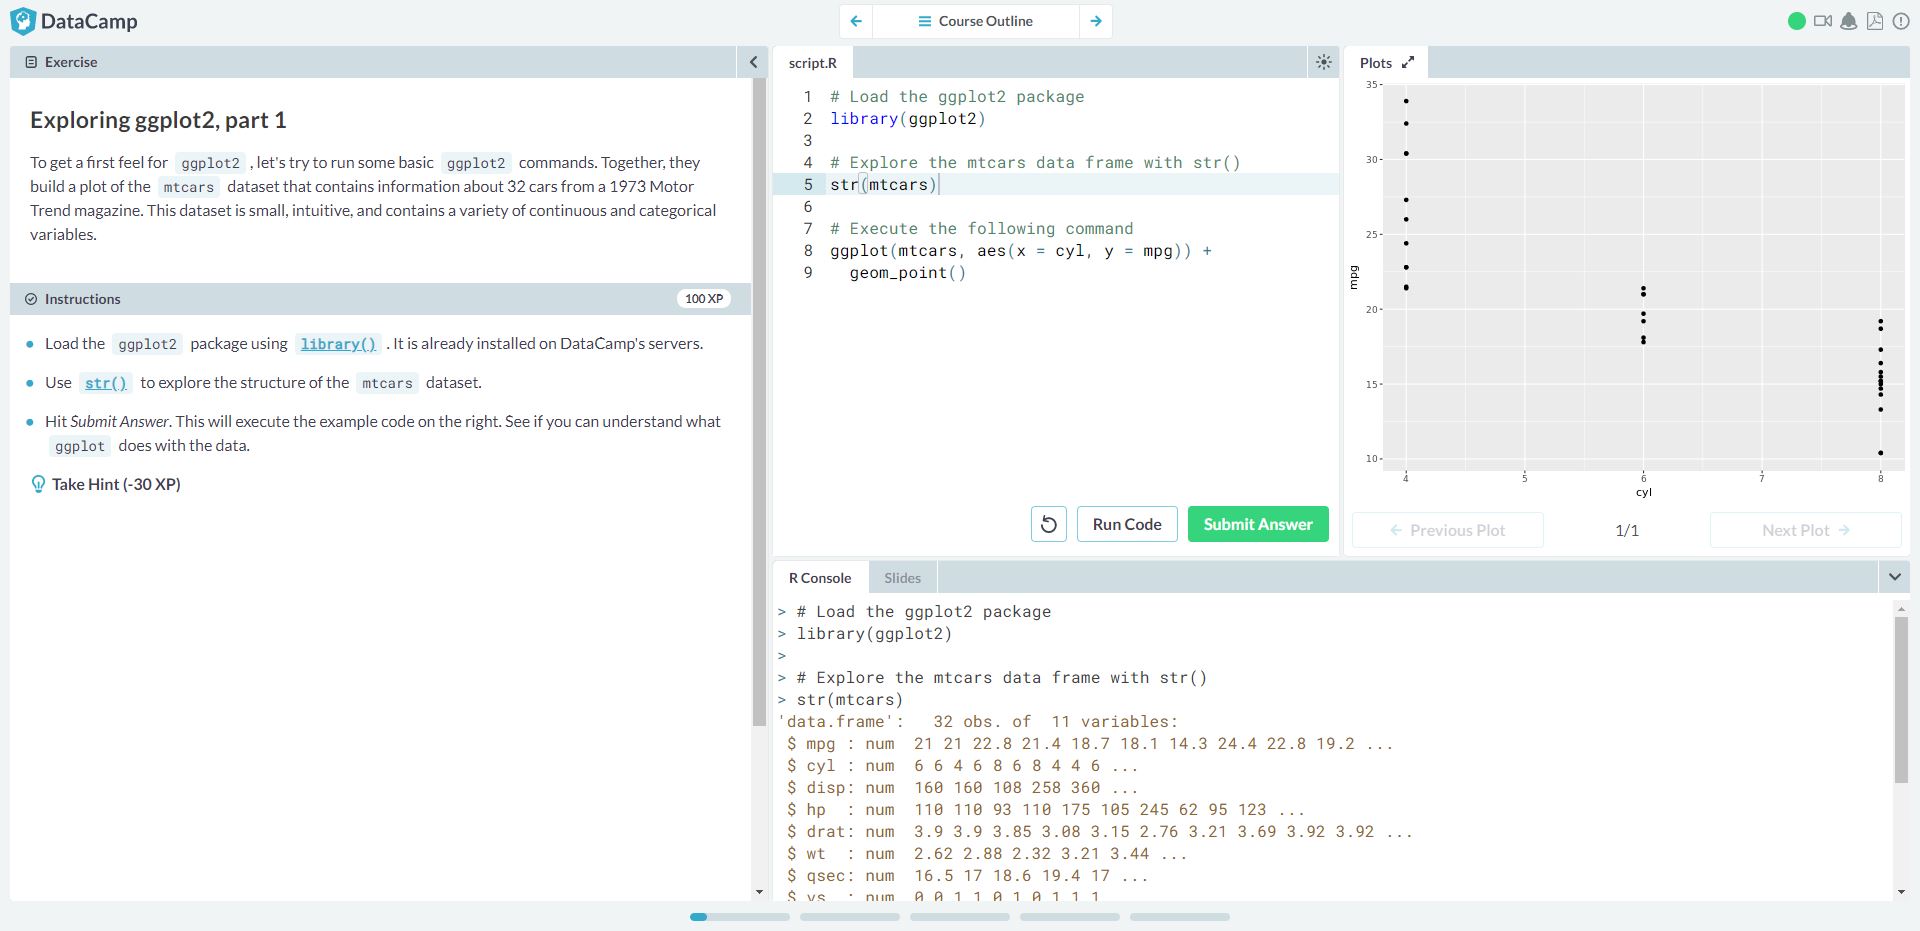 DataCamp
Course Outline
Exercise
Exploring ggplot2, part 1
To get a first feel for ggplot2 , let's try to run some basic ggplot2 commands. Together, they
build a plot of the mtcars dataset that contains information about 32 cars from a 1973 Motor
Trend magazine. This dataset is small, intuitive, and contains a variety of continuous and categorical
variables.
Instructions
100 XP
Load the ggplot2 package using library() . It is already installed on DataCamp's servers.
Use str() to explore the structure of the mtcars dataset.
Hit Submit Answer. This will execute the example code on the right. See if you can understand what
ggplot does with the data.
Take Hint (-30 XP)
script.R
1 # Load the ggplot2 package
2 library(ggplot2)
3
4 # Explore the mtcars data frame with str()
5 str(mtcars)
6
7 # Execute the following command
8 ggplot(mtcars, aes(x = cyl, y = mpg)) +
9   geom_point()
Run Code
Submit Answer
Plots
35
30
25
20
15
10
mpg
4 5 6 7 8
cyl
Previous Plot
1/1
Next Plot
R Console
Slides
> # Load the ggplot2 package
> library(ggplot2)
>
> # Explore the mtcars data frame with str()
> str(mtcars)
'data.frame':   32 obs. of  11 variables:
$ mpg : num  21 21 22.8 21.4 18.7 18.1 14.3 24.4 22.8 19.2 ...
$ cyl : num  6 6 4 6 8 6 8 4 4 6 ...
$ disp: num  160 160 108 258 360 ...
$ hp  : num  110 110 93 110 175 105 245 62 95 123 ...
$ drat: num  3.9 3.9 3.85 3.08 3.15 2.76 3.21 3.69 3.92 3.92 ...
$ wt  : num  2.62 2.88 2.32 3.21 3.44 ...
$ qsec: num  16.5 17 18.6 19.4 17 ...
$ vs  : num  0 0 1 1 0 1 0 1 1 1